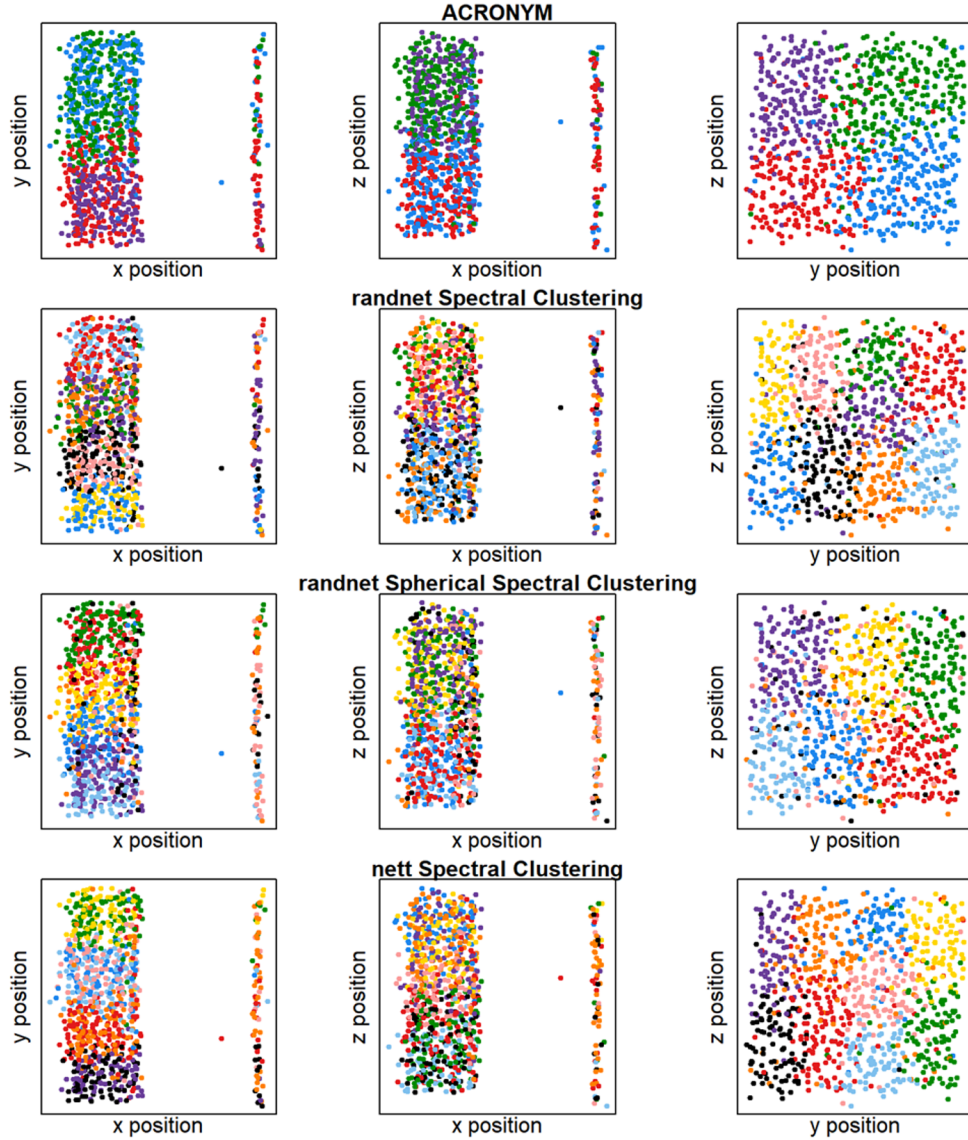 ACRONYM
y position
x position
z position
x position
z position
y position
randnet Spectral Clustering
y position
x position
z position
x position
z position
y position
randnet Spherical Spectral Clustering
y position
x position
z position
x position
z position
y position
nett Spectral Clustering
y position
x position
z position
x position
z position
y position